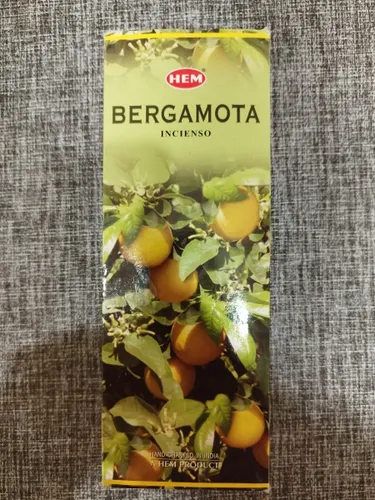 HEM
BERGAMOTA
INCIENSO
HAND CRAFTED IN INDIA
A HEM PRODUCT